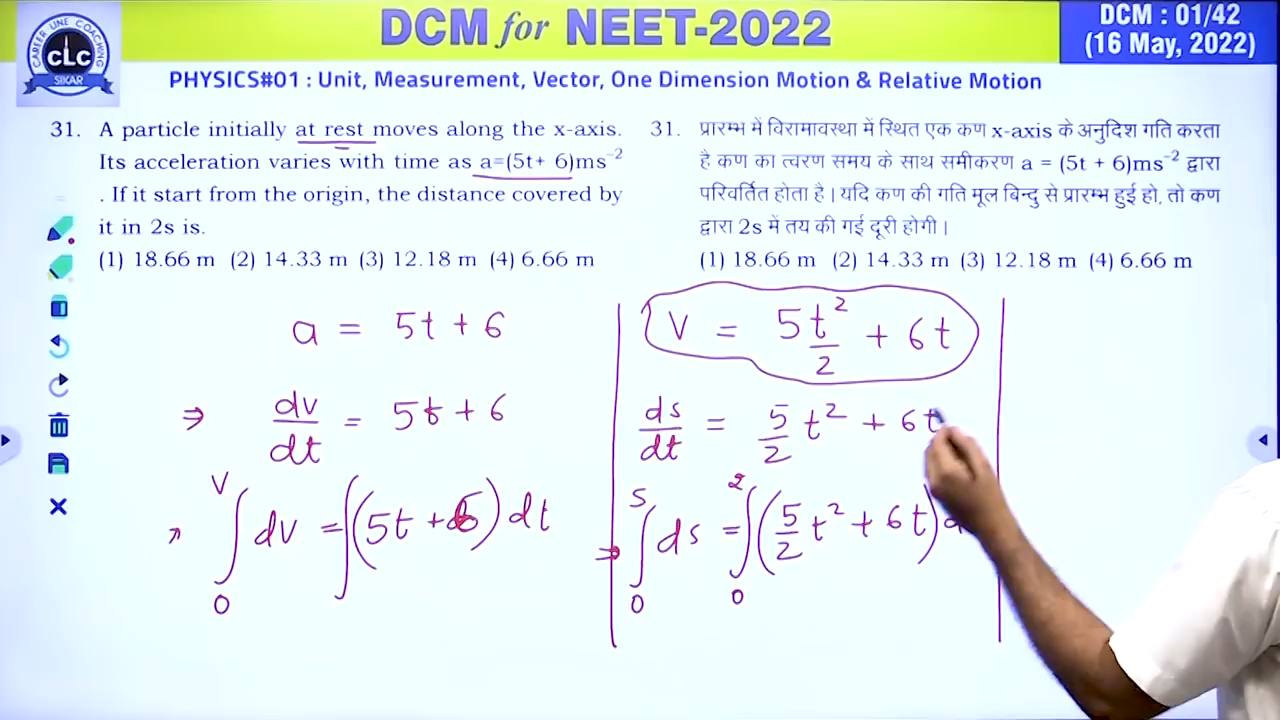 DCM for NEET-2022
DCM : 01/42
(16 May, 2022)
CAREER LINE COACHING
CLC
SIKAR
PHYSICS#01 : Unit, Measurement, Vector, One Dimension Motion & Relative Motion
31. A particle initially at rest moves along the x-axis.
Its acceleration varies with time as a=(5t+ 6)ms⁻²
. If it start from the origin, the distance covered by
it in 2s is.
(1) 18.66 m (2) 14.33 m (3) 12.18 m (4) 6.66 m
31. प्रारम्भ में विरामावस्था में स्थित एक कण x-axis के अनुदिश गति करता
है कण का त्वरण समय के साथ समीकरण a = (5t + 6)ms⁻² द्वारा
परिवर्तित होता है। यदि कण की गति मूल बिन्दु से प्रारम्भ हुई हो, तो कण
द्वारा 2s में तय की गई दूरी होगी।
(1) 18.66 m (2) 14.33 m (3) 12.18 m (4) 6.66 m
a = 5t + 6
⇒ dv/dt = 5t + 6
∫₀ᵛ dv = ∫(5t + 6) dt
v = 5t²/2 + 6t
ds/dt = 5/2 t² + 6t
⇒ ∫₀ˢ ds = ∫₀² (5/2 t² + 6t) d